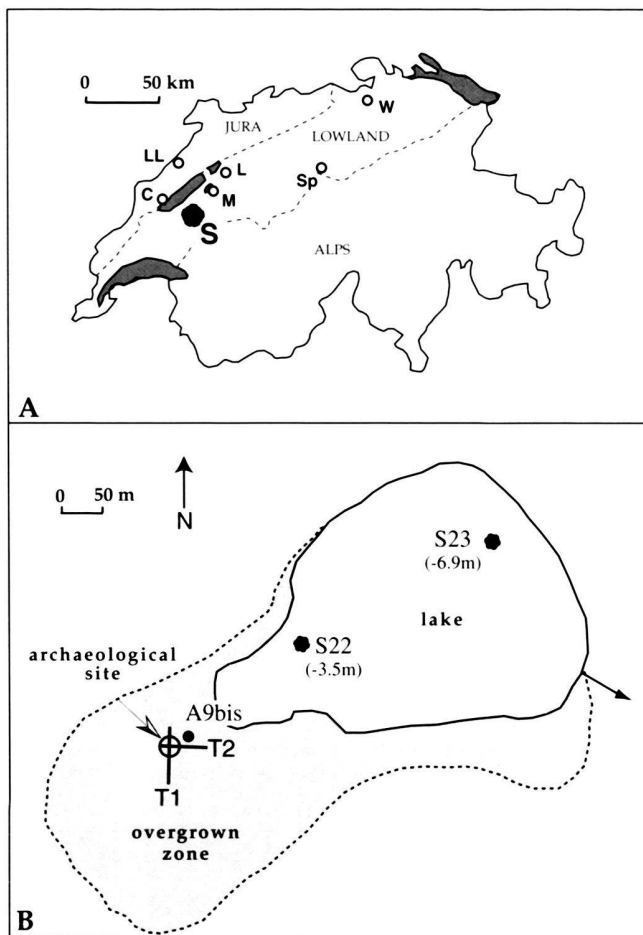 0 50 km
JURA
W
LOWLAND
LL
L
Sp
C
M
S
ALPS
A
0 50 m
N
S23
(-6.9m)
S22
(-3.5m)
lake
archaeological
site
A9bis
T2
T1
overgrown
zone
B